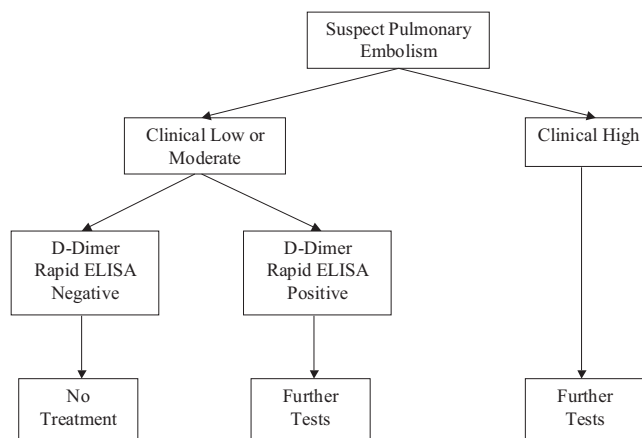 Suspect Pulmonary
Embolism
Clinical Low or
Moderate
Clinical High
D-Dimer
Rapid ELISA
Negative
D-Dimer
Rapid ELISA
Positive
No
Treatment
Further
Tests
Further
Tests